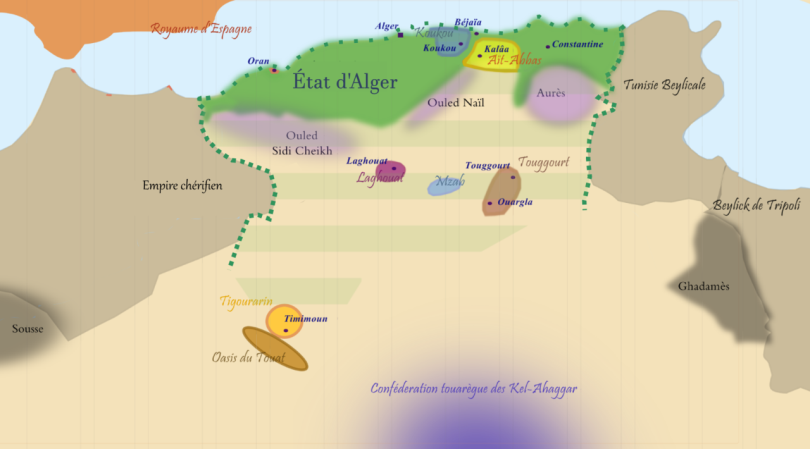 Royaume d'Espagne
Alger
Béjaïa
Koukou
Koukou
Kalâa
Aït-Abbas
Constantine
Oran
État d'Alger
Tunisie Beylicale
Ouled Naïl
Aurès
Ouled
Sidi Cheikh
Laghouat
Laghouat
Mzab
Touggourt
Touggourt
Empire chérifien
Ouargla
Beylick de Tripoli
Ghadamès
Tigourarin
Timimoun
Sousse
Oasis du Touat
Confédération touarègue des Kel-Ahaggar